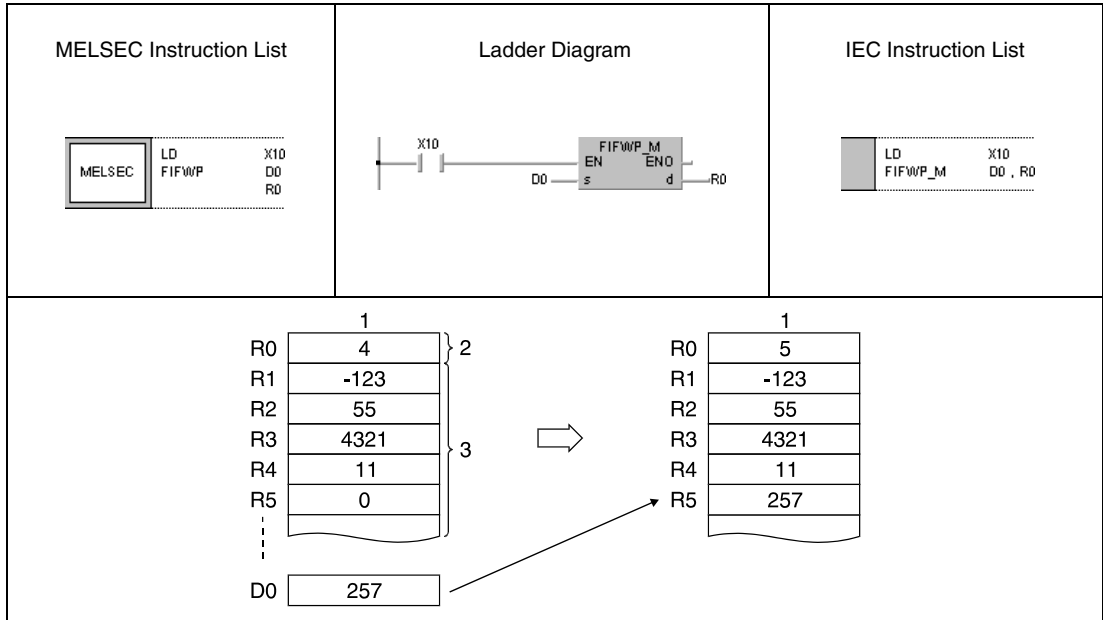 MELSEC Instruction List
Ladder Diagram
IEC Instruction List
MELSEC
LD X10
FIFWP D0
R0
X10
FIFWP_M
EN ENO
D0 s d R0
LD X10
FIFWP_M D0 , R0
1
R0 4 2
R1 -123
R2 55
R3 4321
R4 11
R5 0
3
D0 257
1
R0 5
R1 -123
R2 55
R3 4321
R4 11
R5 257